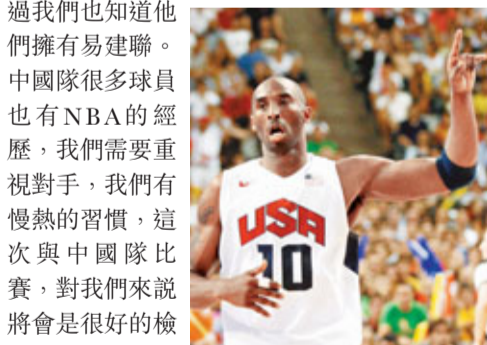 過我們也知道他
們擁有易建聯。
中國隊很多球員
也有NBA的經
歷，我們需要重
視對手，我們有
慢熱的習慣，這
次與中國隊比
賽，對我們來説
將會是很好的檢
USA
10